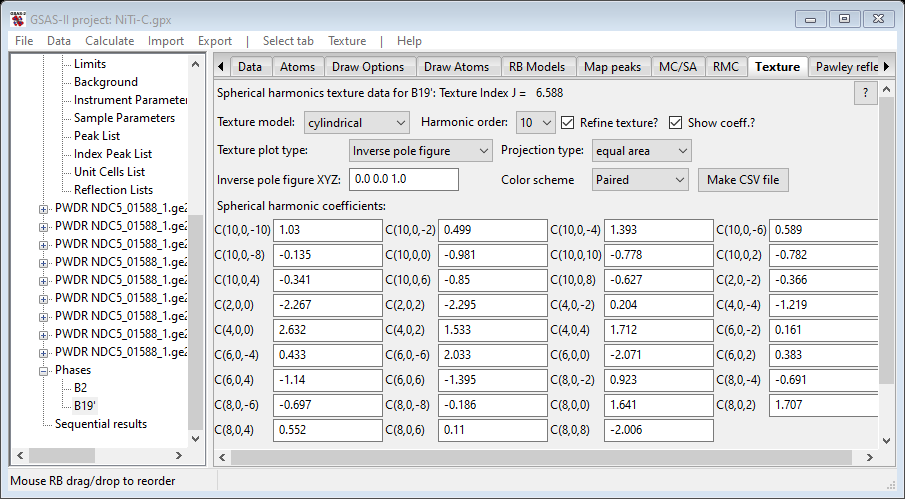 GSAS-II project: NiTi-C.gpx
File Data Calculate Import Export | Select tab Texture | Help
Limits
Background
Instrument Parameter
Sample Parameters
Peak List
Index Peak List
Unit Cells List
Reflection Lists
PWDR NDC5_01588_1.ge2
PWDR NDC5_01588_1.ge2
PWDR NDC5_01588_1.ge2
PWDR NDC5_01588_1.ge2
PWDR NDC5_01588_1.ge2
PWDR NDC5_01588_1.ge2
PWDR NDC5_01588_1.ge2
PWDR NDC5_01588_1.ge2
PWDR NDC5_01588_1.ge2
Phases
B2
B19'
Sequential results
Data Atoms Draw Options Draw Atoms RB Models Map peaks MC/SA RMC Texture Pawley refle
Spherical harmonics texture data for B19': Texture Index J = 6.588 ?
Texture model: cylindrical Harmonic order: 10 Refine texture? Show coeff.?
Texture plot type: Inverse pole figure Projection type: equal area
Inverse pole figure XYZ: 0.0 0.0 1.0 Color scheme Paired Make CSV file
Spherical harmonic coefficients:
C(10,0,-10) 1.03 C(10,0,-2) 0.499 C(10,0,-4) 1.393 C(10,0,-6) 0.589
C(10,0,-8) -0.135 C(10,0,0) -0.981 C(10,0,10) -0.778 C(10,0,2) -0.782
C(10,0,4) -0.341 C(10,0,6) -0.85 C(10,0,8) -0.627 C(2,0,-2) -0.366
C(2,0,0) -2.267 C(2,0,2) -2.295 C(4,0,-2) 0.204 C(4,0,-4) -1.219
C(4,0,0) 2.632 C(4,0,2) 1.533 C(4,0,4) 1.712 C(6,0,-2) 0.161
C(6,0,-4) 0.433 C(6,0,-6) 2.033 C(6,0,0) -2.071 C(6,0,2) 0.383
C(6,0,4) -1.14 C(6,0,6) -1.395 C(8,0,-2) 0.923 C(8,0,-4) -0.691
C(8,0,-6) -0.697 C(8,0,-8) -0.186 C(8,0,0) 1.641 C(8,0,2) 1.707
C(8,0,4) 0.552 C(8,0,6) 0.11 C(8,0,8) -2.006
Mouse RB drag/drop to reorder